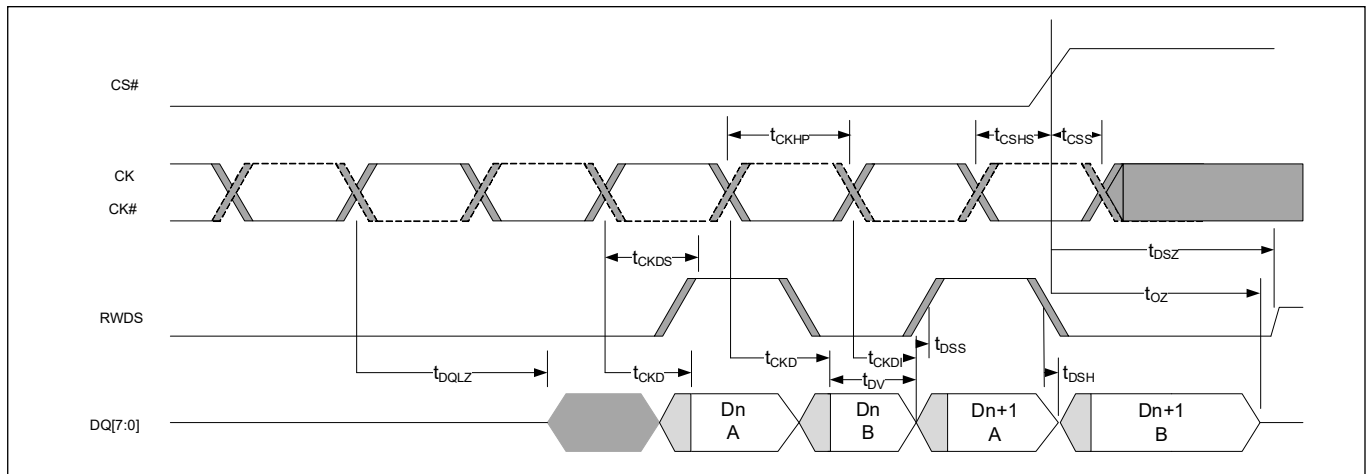 CS#
tCKHP
tCSHS
tCSS
CK
CK#
tCKDS
tDSZ
tOZ
RWDS
tDSS
tCKD
tCKDI
tDQLZ
tCKD
tDV
tDSH
DQ[7:0]
Dn
A
Dn
B
Dn+1
A
Dn+1
B